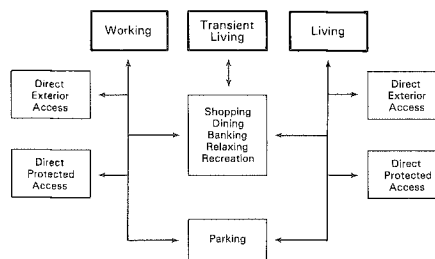 Working
Transient
Living
Living
Direct
Exterior
Access
Shopping
Dining
Banking
Relaxing
Recreation
Direct
Exterior
Access
Direct
Protected
Access
Direct
Protected
Access
Parking